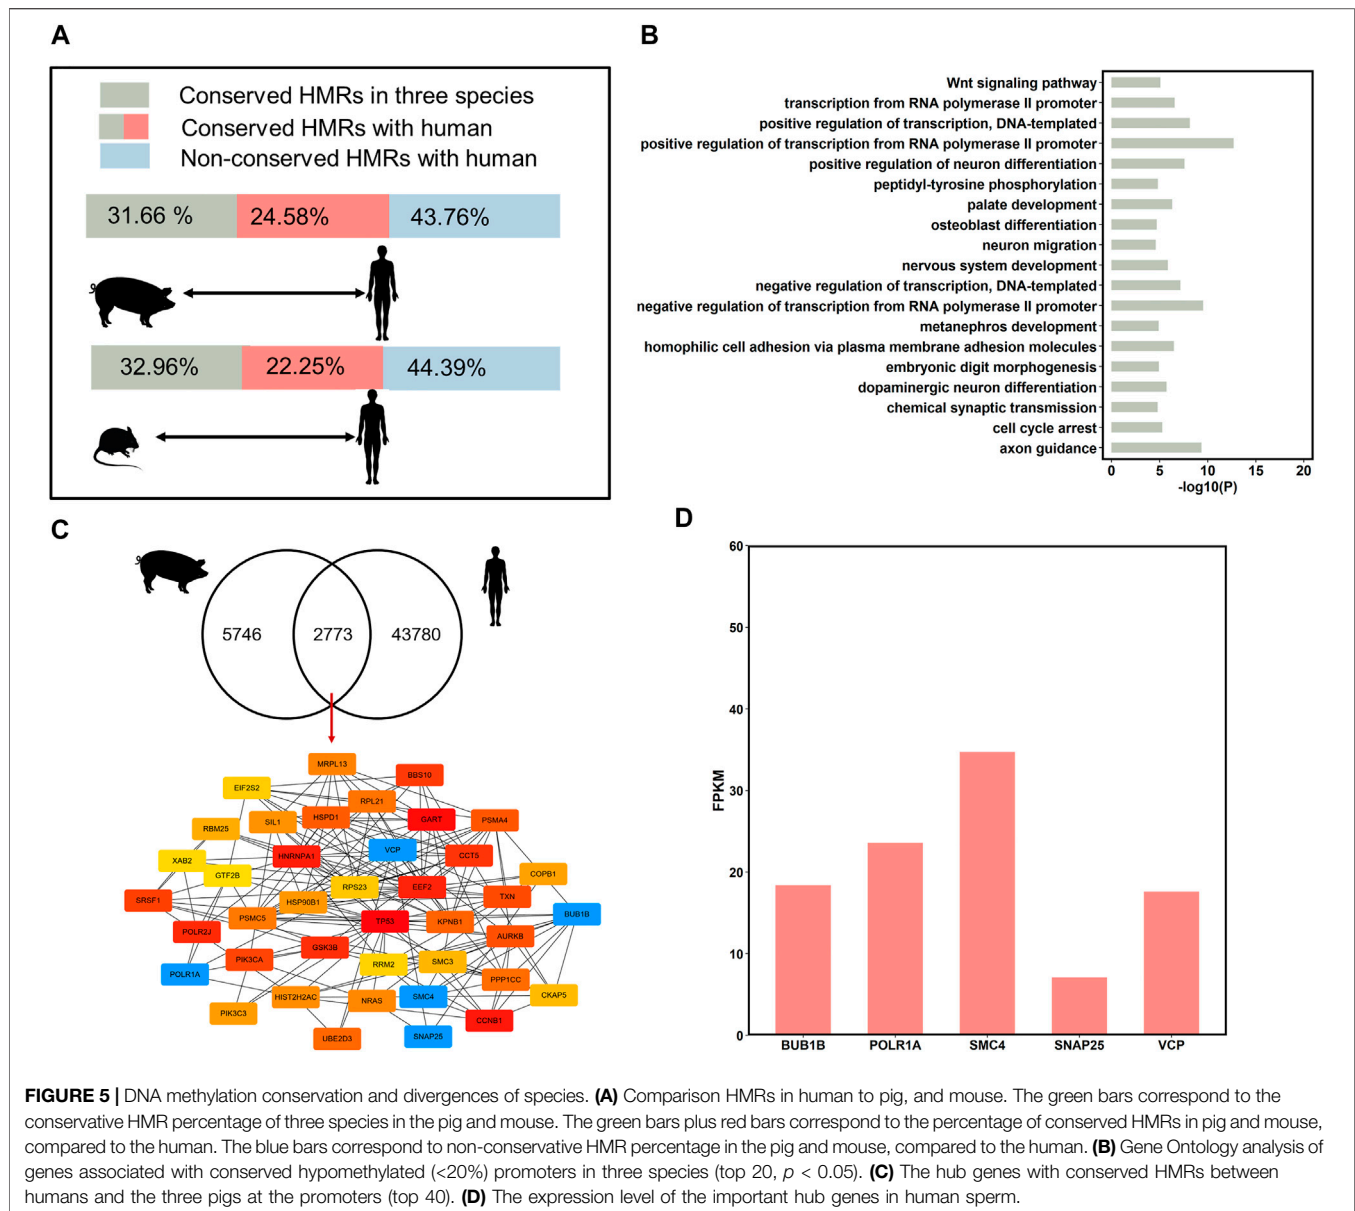 A
Conserved HMRs in three species
Conserved HMRs with human
Non-conserved HMRs with human
31.66 %
24.58%
43.76%
32.96%
22.25%
44.39%
B
Wnt signaling pathway
transcription from RNA polymerase II promoter
positive regulation of transcription, DNA-templated
positive regulation of transcription from RNA polymerase II promoter
positive regulation of neuron differentiation
peptidyl-tyrosine phosphorylation
palate development
osteoblast differentiation
neuron migration
nervous system development
negative regulation of transcription, DNA-templated
negative regulation of transcription from RNA polymerase II promoter
metanephros development
homophilic cell adhesion via plasma membrane adhesion molecules
embryonic digit morphogenesis
dopaminergic neuron differentiation
chemical synaptic transmission
cell cycle arrest
axon guidance
0 5 10 15 20
-log10(P)
C
5746
2773
43780
MRPL13
BBS10
EIF2S2
RPL21
SIL1
HSPD1
GART
PSMA4
RBM25
VCP
HNRNPA1
CCT5
XAB2
GTF2B
RPS23
EEF2
COPB1
SRSF1
HSP90B1
TXN
PSMC5
TP53
KPNB1
BUB1B
POLR2J
GSK3B
AURKB
PIK3CA
RRM2
SMC3
POLR1A
PPP1CC
HIST2H2AC
NRAS
SMC4
CKAP5
PIK3C3
CCNB1
UBE2D3
SNAP25
D
60
50
40
30
20
10
0
FPKM
BUB1B
POLR1A
SMC4
SNAP25
VCP
FIGURE 5 | DNA methylation conservation and divergences of species. (A) Comparison HMRs in human to pig, and mouse. The green bars correspond to the
conservative HMR percentage of three species in the pig and mouse. The green bars plus red bars correspond to the percentage of conserved HMRs in pig and mouse,
compared to the human. The blue bars correspond to non-conservative HMR percentage in the pig and mouse, compared to the human. (B) Gene Ontology analysis of
genes associated with conserved hypomethylated (<20%) promoters in three species (top 20, p < 0.05). (C) The hub genes with conserved HMRs between
humans and the three pigs at the promoters (top 40). (D) The expression level of the important hub genes in human sperm.